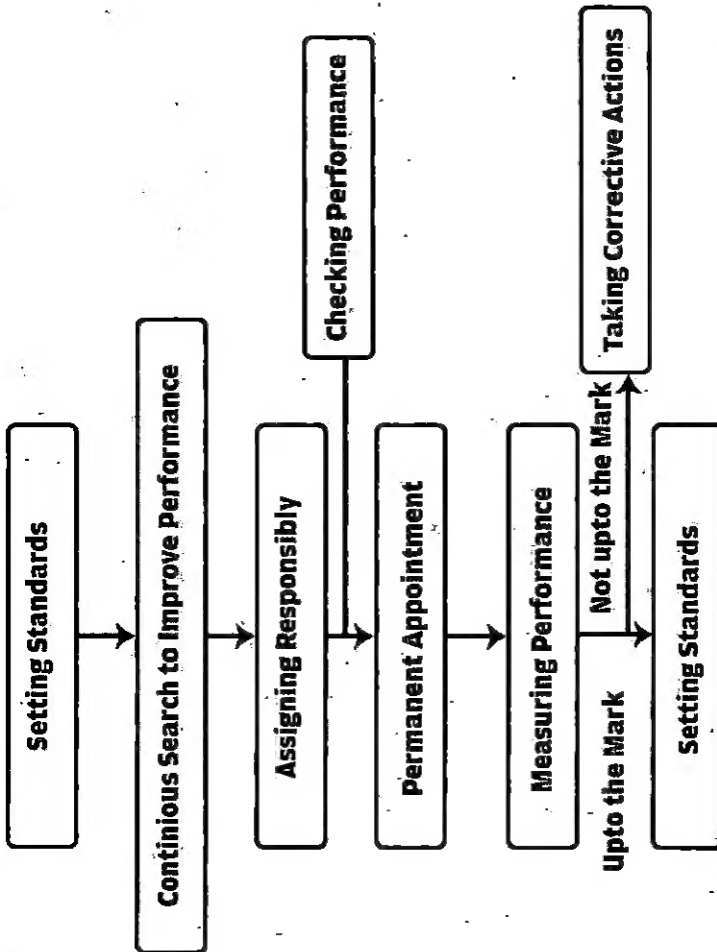 Setting Standards
Continious Search to Improve Performance
Assigning Responsibly
Checking Performance
Permanent Appointment
Measuring Performance
Upto the Mark
Not upto the Mark
Taking Corrective Actions
Setting Standards